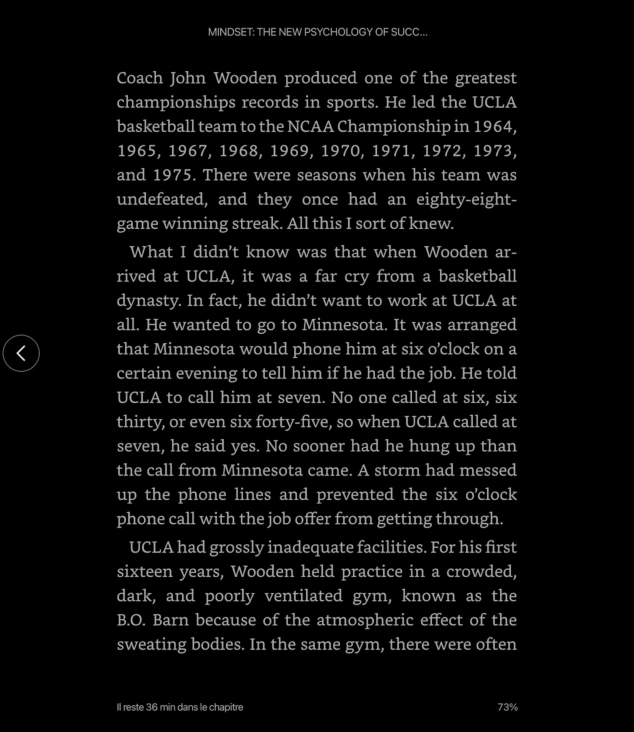 MINDSET: THE NEW PSYCHOLOGY OF SUCC...
Coach John Wooden produced one of the greatest
championships records in sports. He led the UCLA
basketball team to the NCAA Championship in 1964,
1965, 1967, 1968, 1969, 1970, 1971, 1972, 1973,
and 1975. There were seasons when his team was
undefeated, and they once had an eighty-eight-
game winning streak. All this I sort of knew.
What I didn’t know was that when Wooden ar-
rived at UCLA, it was a far cry from a basketball
dynasty. In fact, he didn’t want to work at UCLA at
all. He wanted to go to Minnesota. It was arranged
that Minnesota would phone him at six o’clock on a
certain evening to tell him if he had the job. He told
UCLA to call him at seven. No one called at six, six
thirty, or even six forty-five, so when UCLA called at
seven, he said yes. No sooner had he hung up than
the call from Minnesota came. A storm had messed
up the phone lines and prevented the six o’clock
phone call with the job offer from getting through.
UCLA had grossly inadequate facilities. For his first
sixteen years, Wooden held practice in a crowded,
dark, and poorly ventilated gym, known as the
B.O. Barn because of the atmospheric effect of the
sweating bodies. In the same gym, there were often
Il reste 36 min dans le chapitre
73%